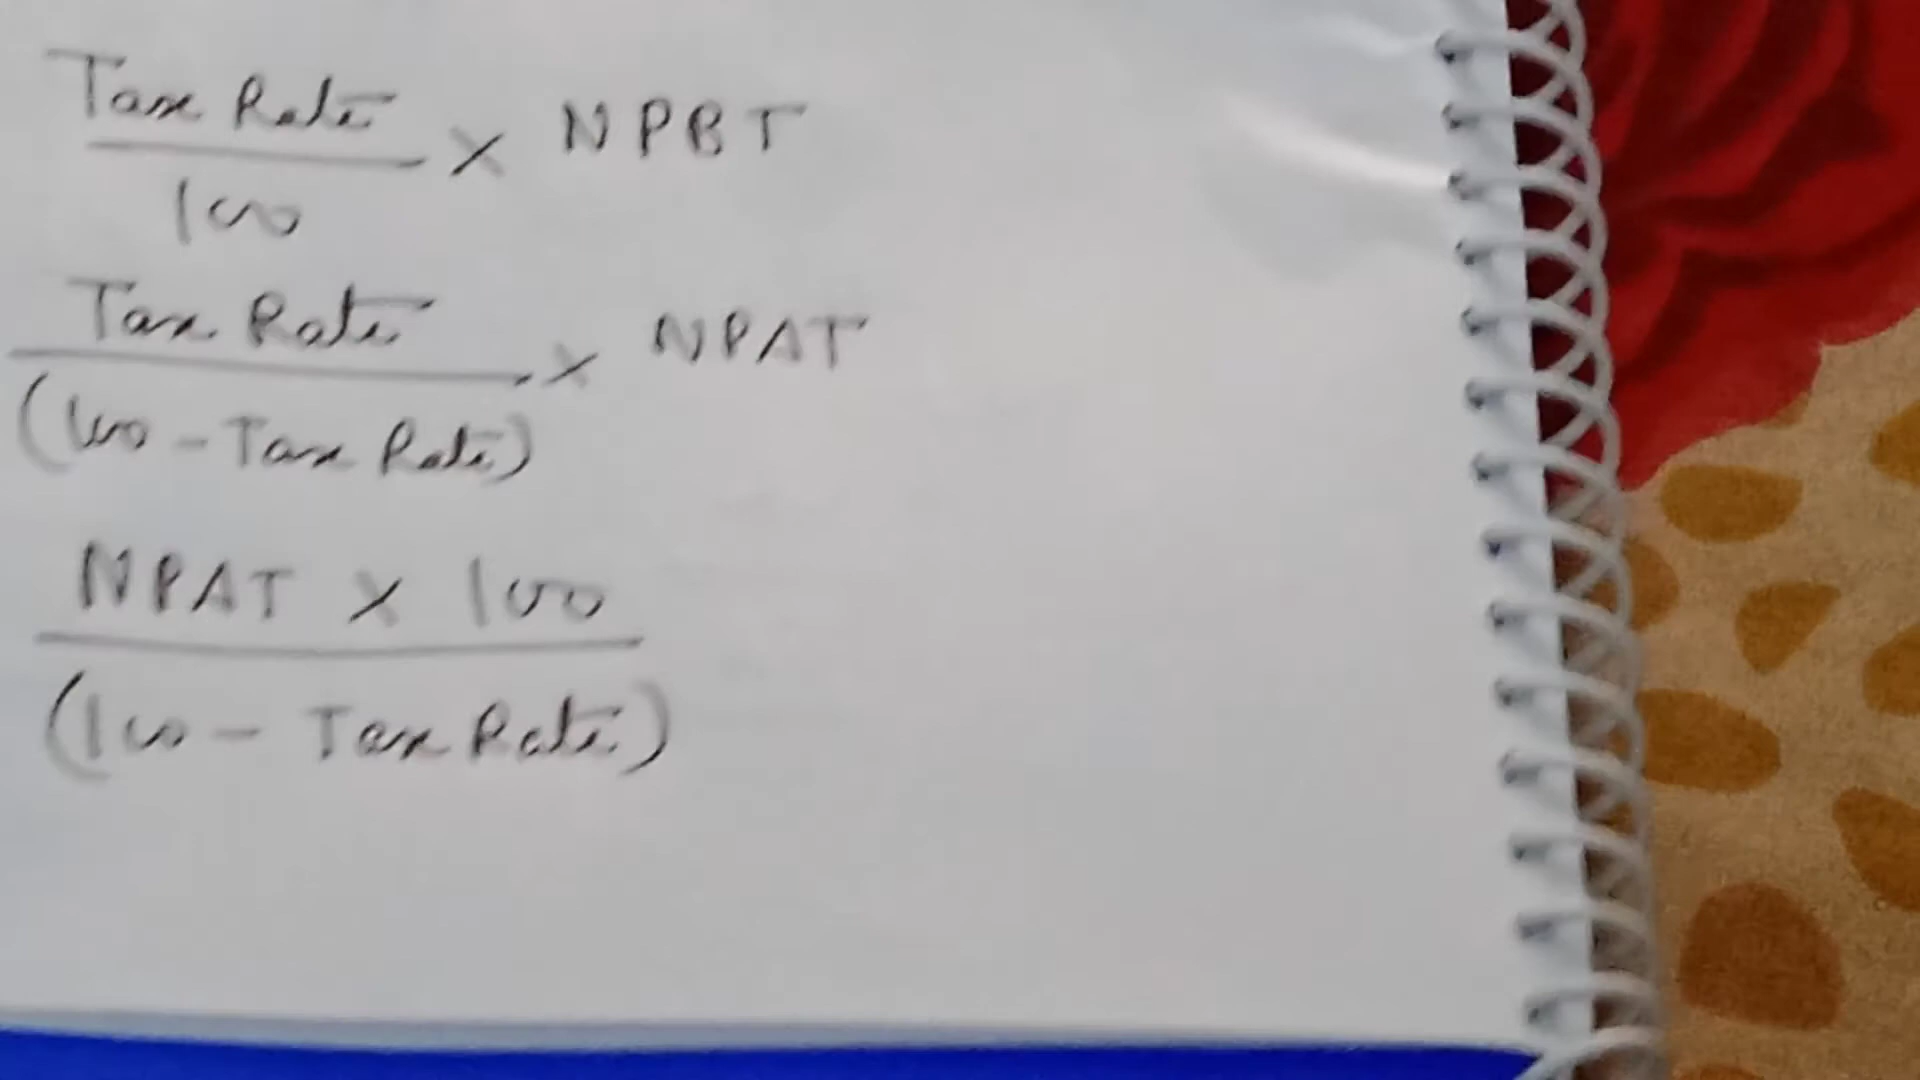 Tax Rate
100
× NPBT
Tax Rate
(100 - Tax Rate)
× NPAT
NPAT × 100
(100 - Tax Rate)